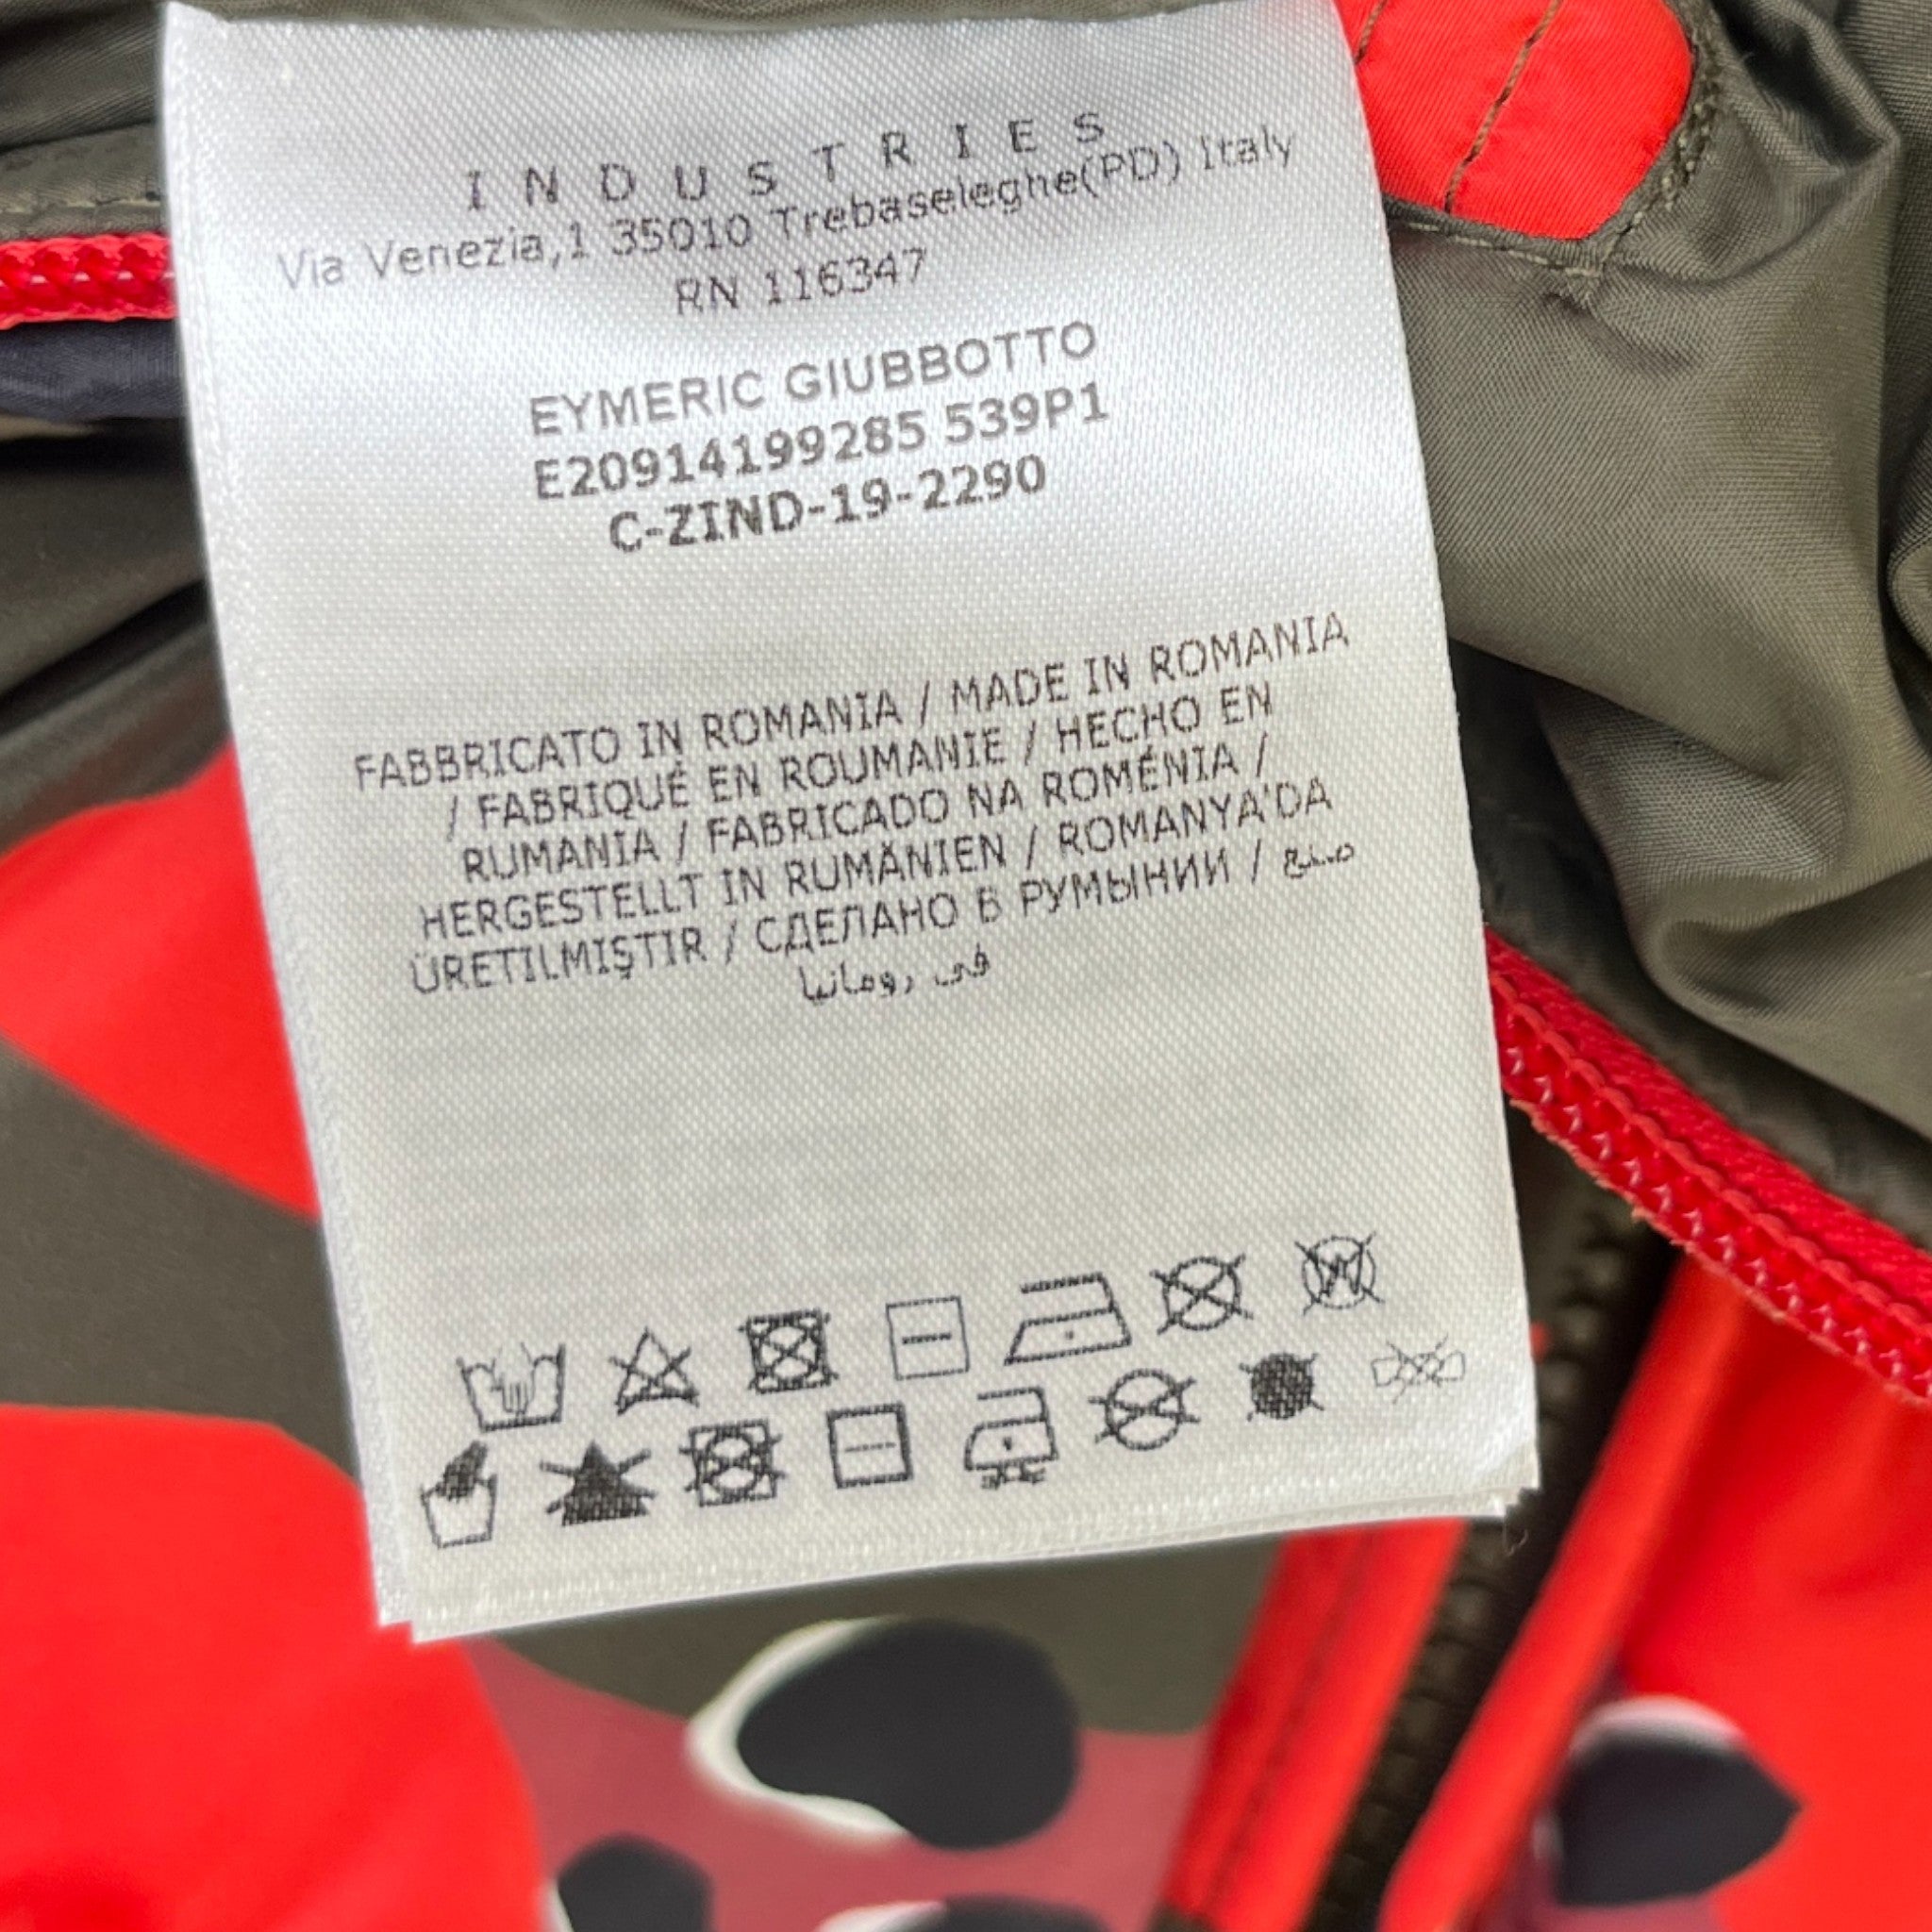 INDUSTRIES
Via Venezia,1 35010 Trebaseleghe(PD) Italy
RN 116347
EYMERIC GIUBBOTTO
E20914199285 539P1
C-ZIND-19-2290
FABBRICATO IN ROMANIA / MADE IN ROMANIA
/ FABRIQUÉ EN ROUMANIE / HECHO EN
RUMANIA / FABRICADO NA ROMÉNIA /
HERGESTELLT IN RUMÄNIEN / ROMANYA'DA
ÜRETILMIŞTIR / СДЕЛАНО В РУМЫНИИ / صنع
في رومانيا